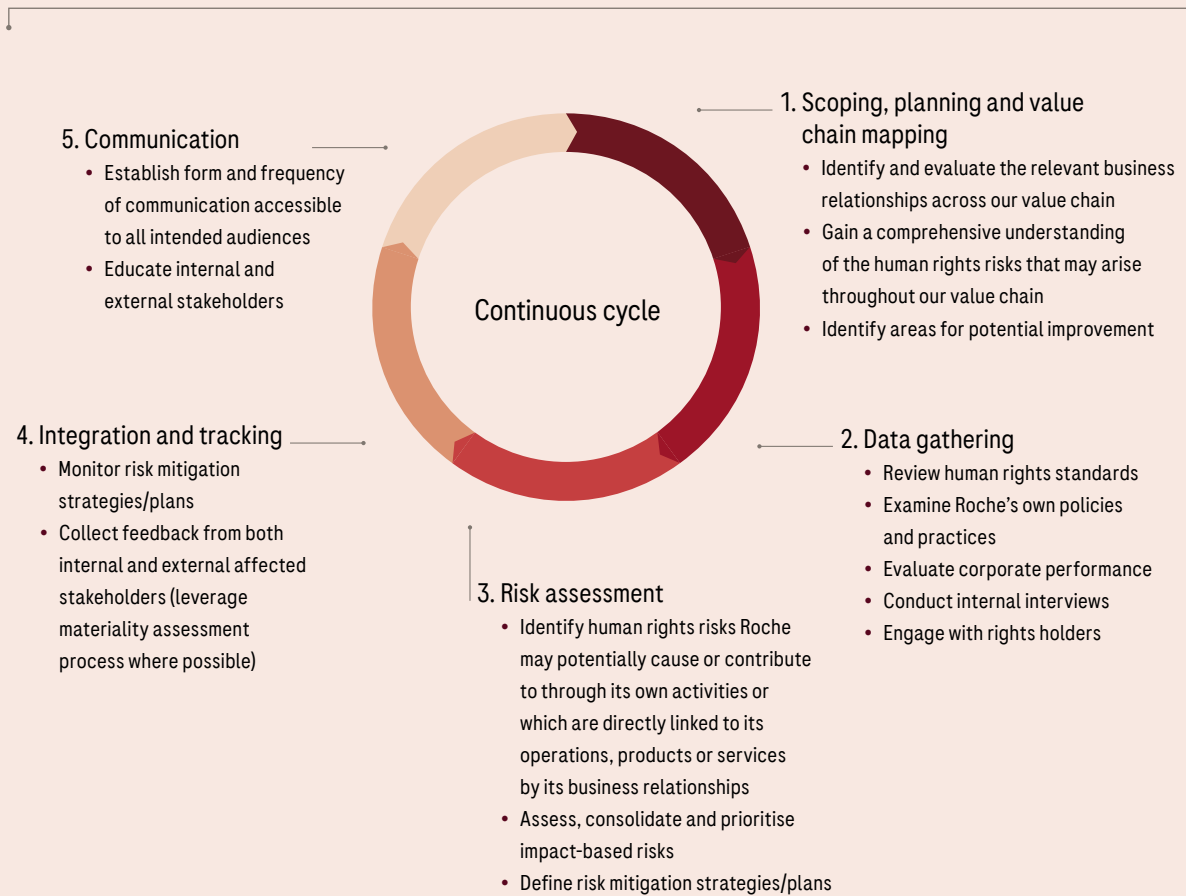 1. Scoping, planning and value
chain mapping
• Identify and evaluate the relevant business
relationships across our value chain
• Gain a comprehensive understanding
of the human rights risks that may arise
throughout our value chain
• Identify areas for potential improvement
2. Data gathering
• Review human rights standards
• Examine Roche’s own policies
and practices
• Evaluate corporate performance
• Conduct internal interviews
• Engage with rights holders
3. Risk assessment
• Identify human rights risks Roche
may potentially cause or contribute
to through its own activities or
which are directly linked to its
operations, products or services
by its business relationships
• Assess, consolidate and prioritise
impact-based risks
• Define risk mitigation strategies/plans
4. Integration and tracking
• Monitor risk mitigation
strategies/plans
• Collect feedback from both
internal and external affected
stakeholders (leverage
materiality assessment
process where possible)
5. Communication
• Establish form and frequency
of communication accessible
to all intended audiences
• Educate internal and
external stakeholders
Continuous cycle